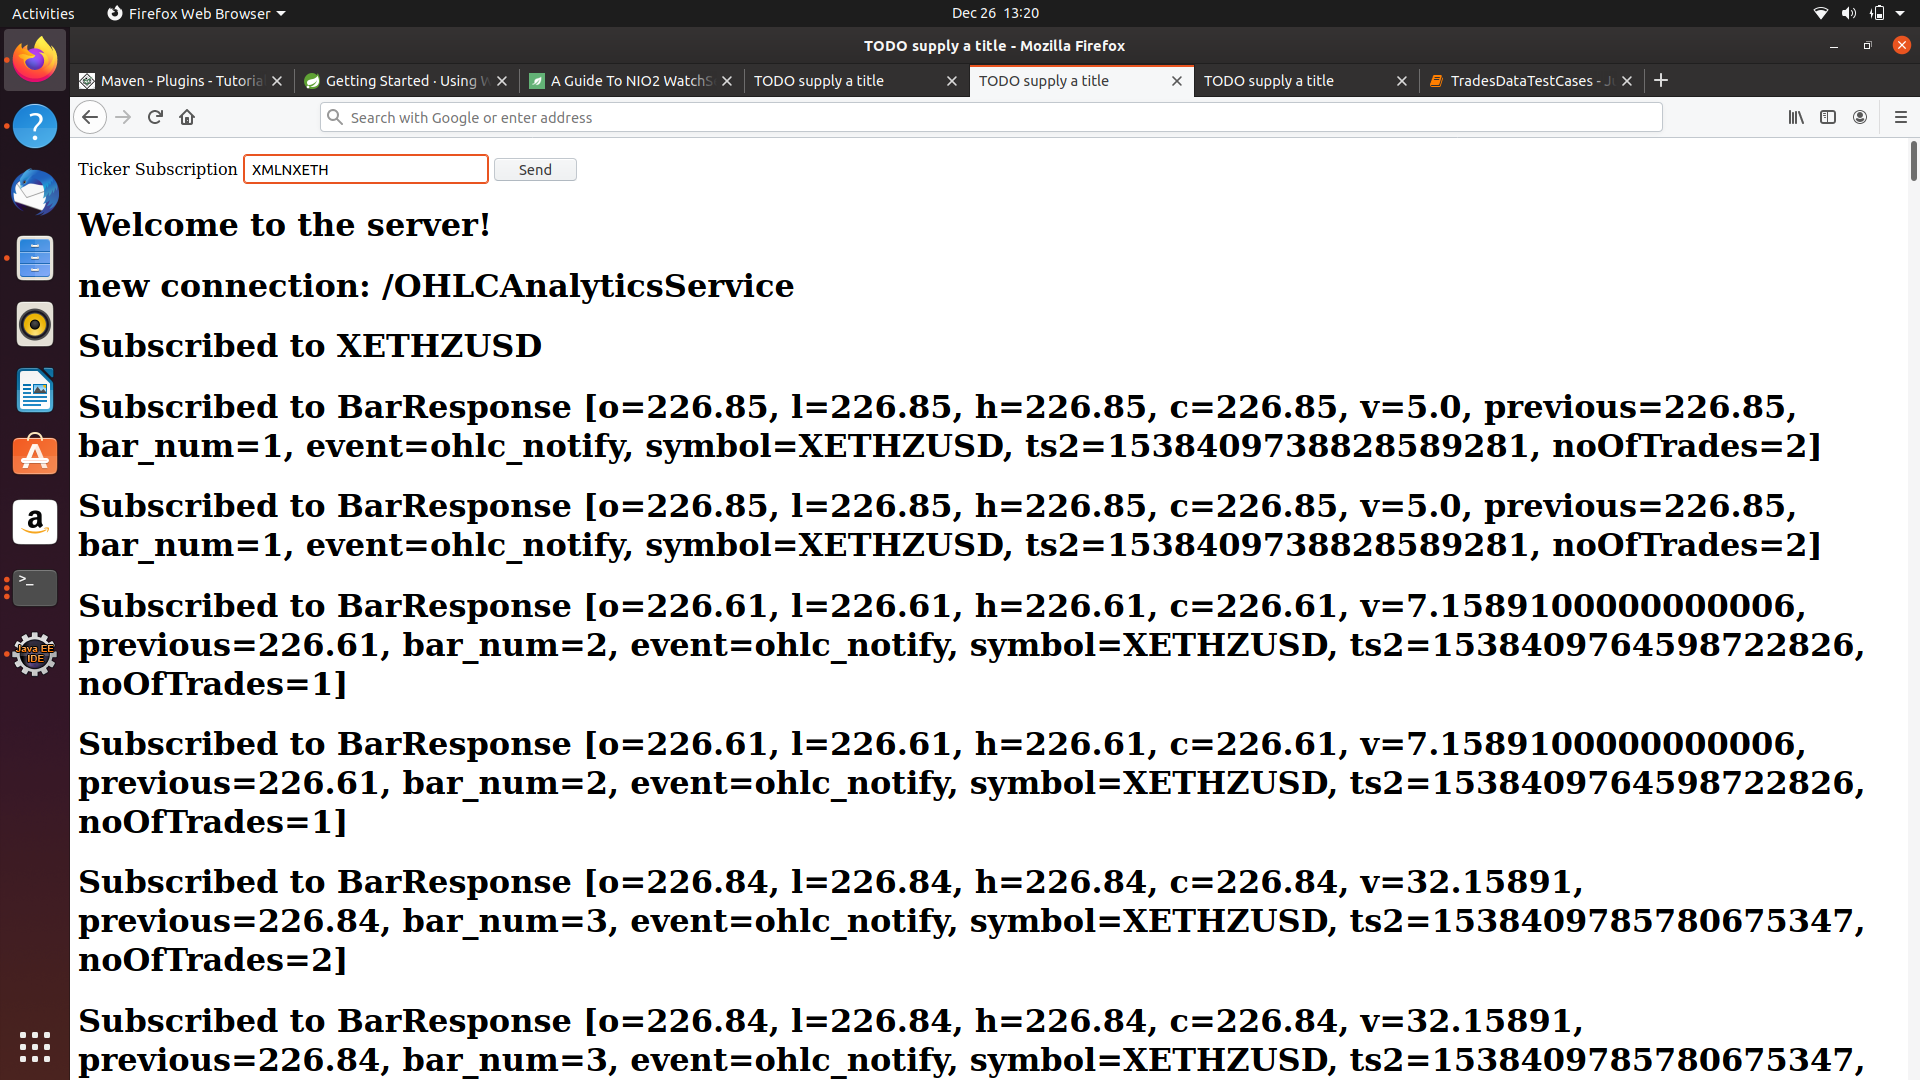 Activities Firefox Web Browser Dec 26 13:20
TODO supply a title - Mozilla Firefox
Maven - Plugins - Tutoria Getting Started · Using W A Guide To NIO2 WatchS TODO supply a title TODO supply a title TODO supply a title TradesDataTestCases - Ju
Search with Google or enter address
Ticker Subscription XMLNXETH Send
Welcome to the server!
new connection: /OHLCAnalyticsService
Subscribed to XETHZUSD
Subscribed to BarResponse [o=226.85, l=226.85, h=226.85, c=226.85, v=5.0, previous=226.85,
bar_num=1, event=ohlc_notify, symbol=XETHZUSD, ts2=1538409738828589281, noOfTrades=2]
Subscribed to BarResponse [o=226.85, l=226.85, h=226.85, c=226.85, v=5.0, previous=226.85,
bar_num=1, event=ohlc_notify, symbol=XETHZUSD, ts2=1538409738828589281, noOfTrades=2]
Subscribed to BarResponse [o=226.61, l=226.61, h=226.61, c=226.61, v=7.1589100000000006,
previous=226.61, bar_num=2, event=ohlc_notify, symbol=XETHZUSD, ts2=1538409764598722826,
noOfTrades=1]
Subscribed to BarResponse [o=226.61, l=226.61, h=226.61, c=226.61, v=7.1589100000000006,
previous=226.61, bar_num=2, event=ohlc_notify, symbol=XETHZUSD, ts2=1538409764598722826,
noOfTrades=1]
Subscribed to BarResponse [o=226.84, l=226.84, h=226.84, c=226.84, v=32.15891,
previous=226.84, bar_num=3, event=ohlc_notify, symbol=XETHZUSD, ts2=1538409785780675347,
noOfTrades=2]
Subscribed to BarResponse [o=226.84, l=226.84, h=226.84, c=226.84, v=32.15891,
previous=226.84, bar_num=3, event=ohlc_notify, symbol=XETHZUSD, ts2=1538409785780675347,
Java EE
IDE